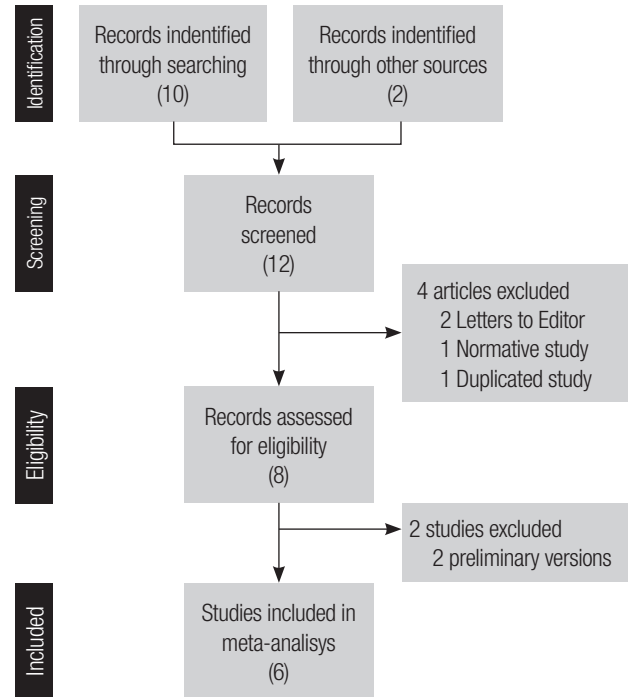 Identification
Records indentified
through searching
(10)
Records indentified
through other sources
(2)
Screening
Records
screened
(12)
4 articles excluded
2 Letters to Editor
1 Normative study
1 Duplicated study
Eligibility
Records assessed
for eligibility
(8)
2 studies excluded
2 preliminary versions
Included
Studies included in
meta-analisys
(6)